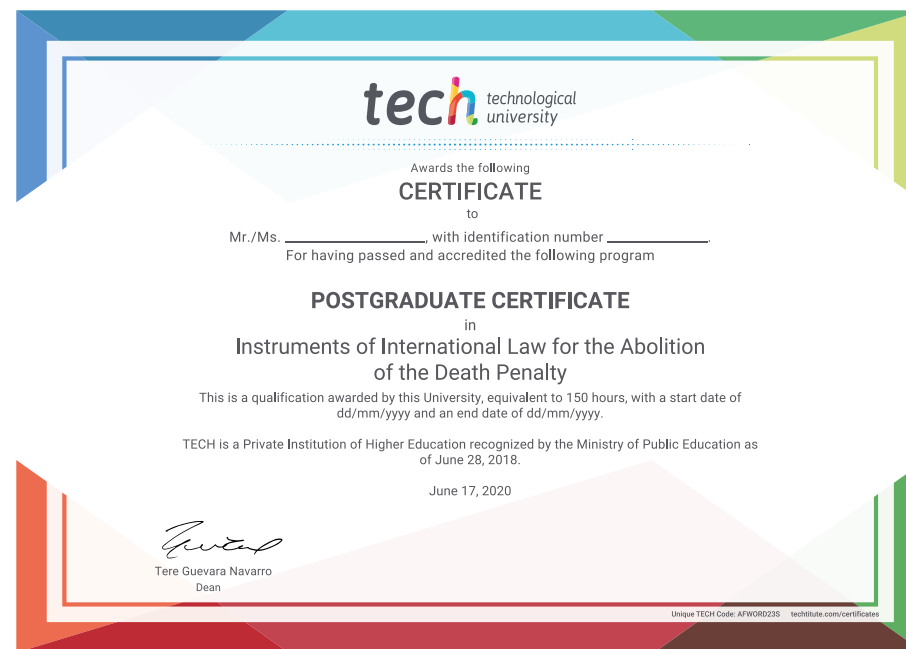 tech technological
university
Awards the following
CERTIFICATE
to
Mr./Ms. ____________________, with identification number ______________.
For having passed and accredited the following program
POSTGRADUATE CERTIFICATE
in
Instruments of International Law for the Abolition
of the Death Penalty
This is a qualification awarded by this University, equivalent to 150 hours, with a start date of
dd/mm/yyyy and an end date of dd/mm/yyyy.
TECH is a Private Institution of Higher Education recognized by the Ministry of Public Education as
of June 28, 2018.
June 17, 2020
Tere Guevara Navarro
Dean
Unique TECH Code: AFWORD23S techtitute.com/certificates